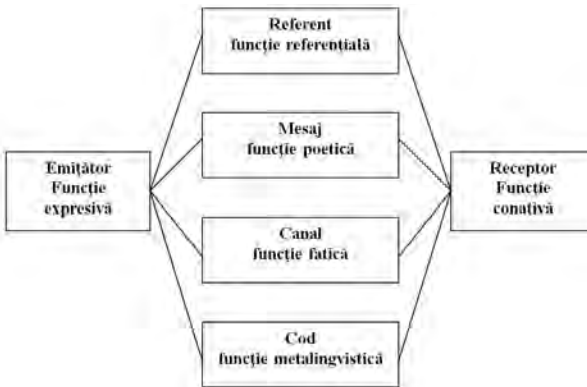 Referent
funcție referențială
Mesaj
funcție poetică
Emițător
Funcție
expresivă
Receptor
Funcție
conativă
Canal
funcție fatică
Cod
funcție metalingvistică